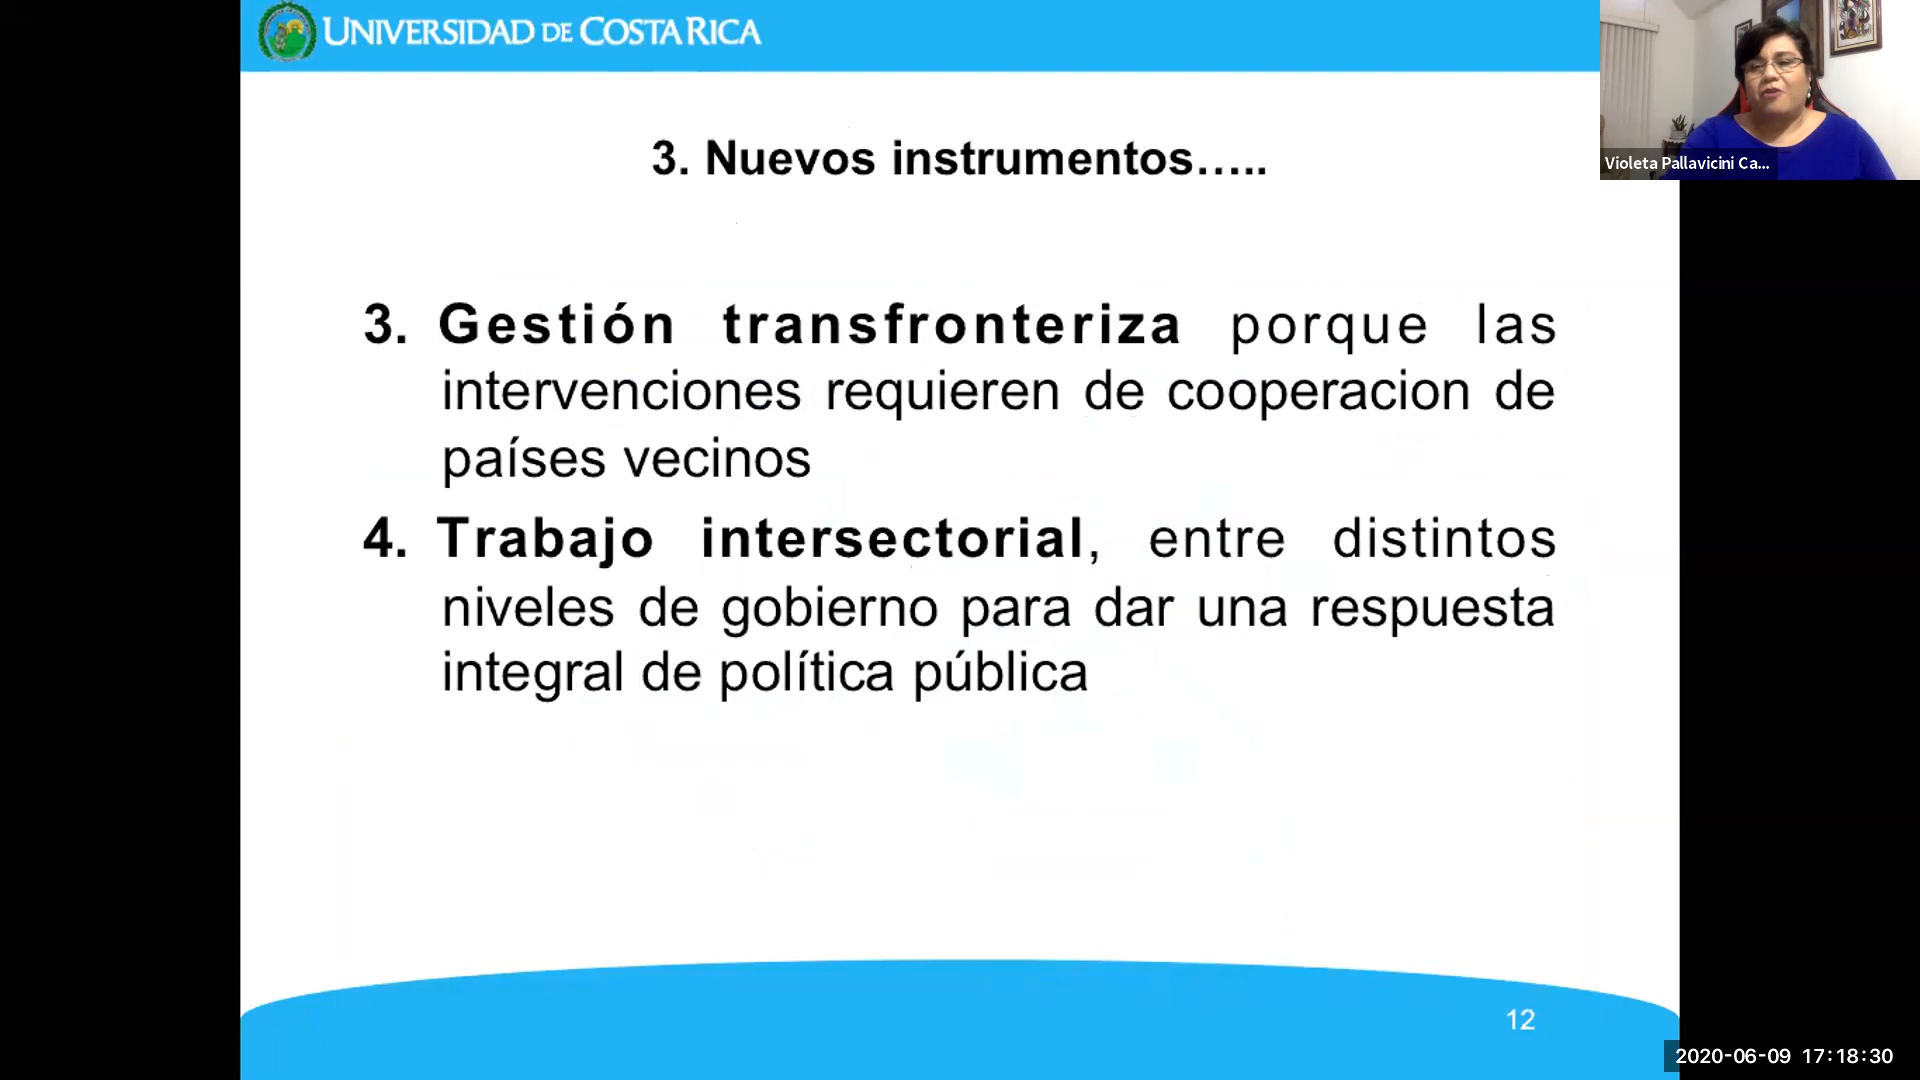 UNIVERSIDAD DE COSTA RICA
3. Nuevos instrumentos…..
3. Gestión transfronteriza porque las
intervenciones requieren de cooperacion de
países vecinos
4. Trabajo intersectorial, entre distintos
niveles de gobierno para dar una respuesta
integral de política pública
12
Violeta Pallavicini Ca...
2020-06-09 17:18:30